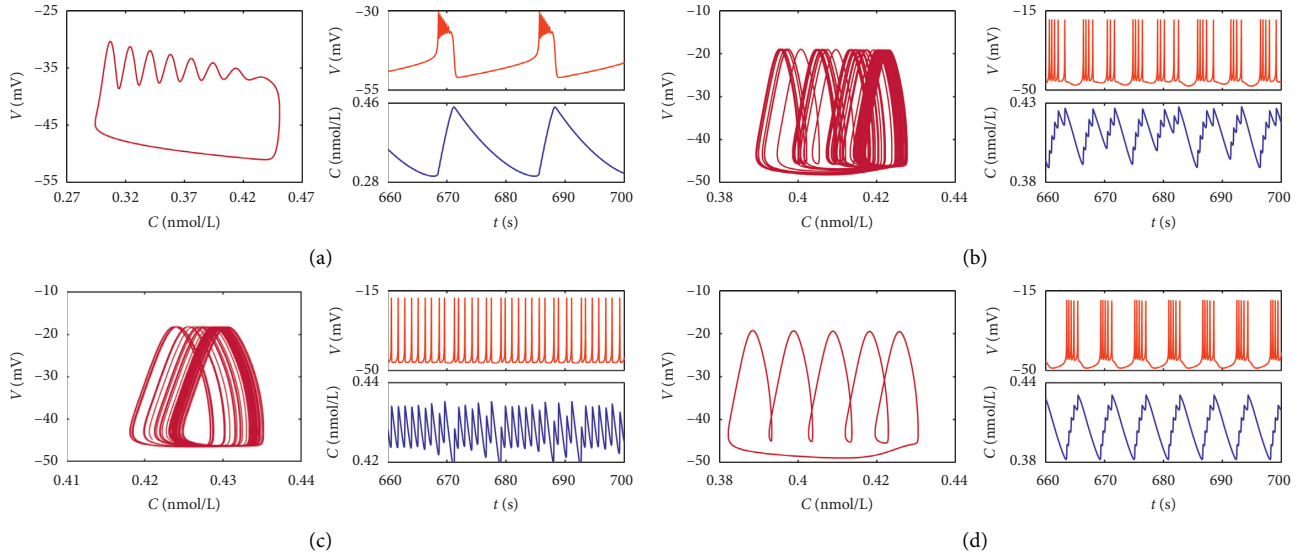 −25
−35
−45
−55
V (mV)
0.27 0.32 0.37 0.42 0.47
C (nmol/L)
−30
−55
V (mV)
0.46
0.28
C (nmol/L)
660 670 680 690 700
t (s)
(a)
−10
−20
−30
−40
−50
V (mV)
0.38 0.4 0.42 0.44
C (nmol/L)
−15
−50
V (mV)
0.43
0.38
C (nmol/L)
660 670 680 690 700
t (s)
(b)
−10
−20
−30
−40
−50
V (mV)
0.41 0.42 0.43 0.44
C (nmol/L)
−15
−50
V (mV)
0.44
0.42
C (nmol/L)
660 670 680 690 700
t (s)
(c)
−10
−20
−30
−40
−50
V (mV)
0.38 0.4 0.42 0.44
C (nmol/L)
−15
−50
V (mV)
0.44
0.38
C (nmol/L)
660 670 680 690 700
t (s)
(d)